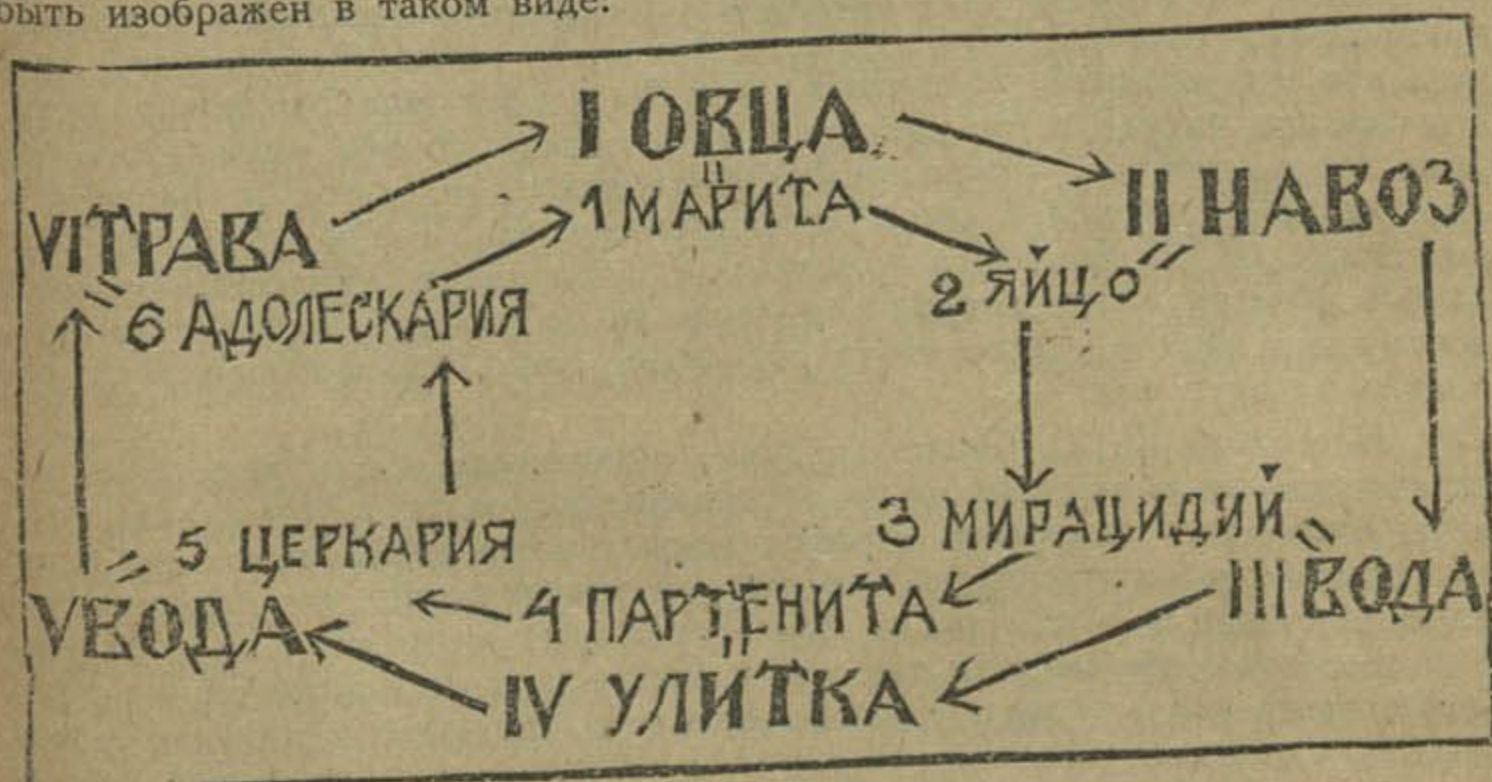 быть изображен в таком виде:
I ОВЦА
1 МАРИТА
II НАВОЗ
2 ЯЙЦО
VI ТРАВА
6 АДОЛЕСКАРИЯ
3 МИРАЦИДИЙ
III ВОДА
5 ЦЕРКАРИЯ
V ВОДА
4 ПАРТЕНИТА
IV УЛИТКА